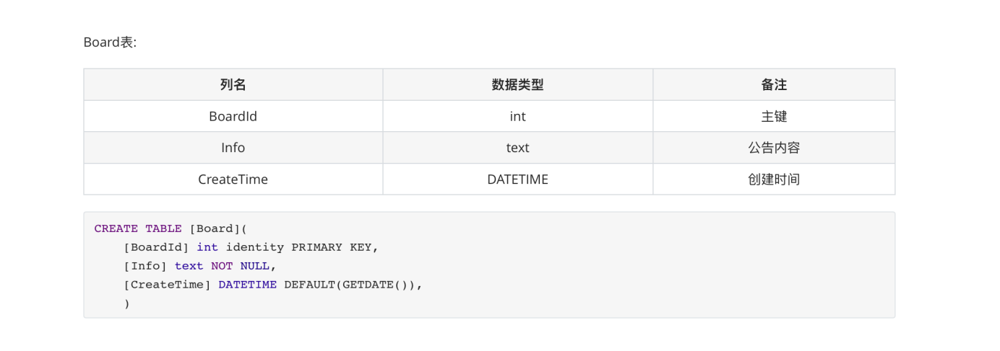 Board表:
列名 数据类型 备注
BoardId int 主键
Info text 公告内容
CreateTime DATETIME 创建时间
CREATE TABLE [Board](
[BoardId] int identity PRIMARY KEY,
[Info] text NOT NULL,
[CreateTime] DATETIME DEFAULT(GETDATE()),
)